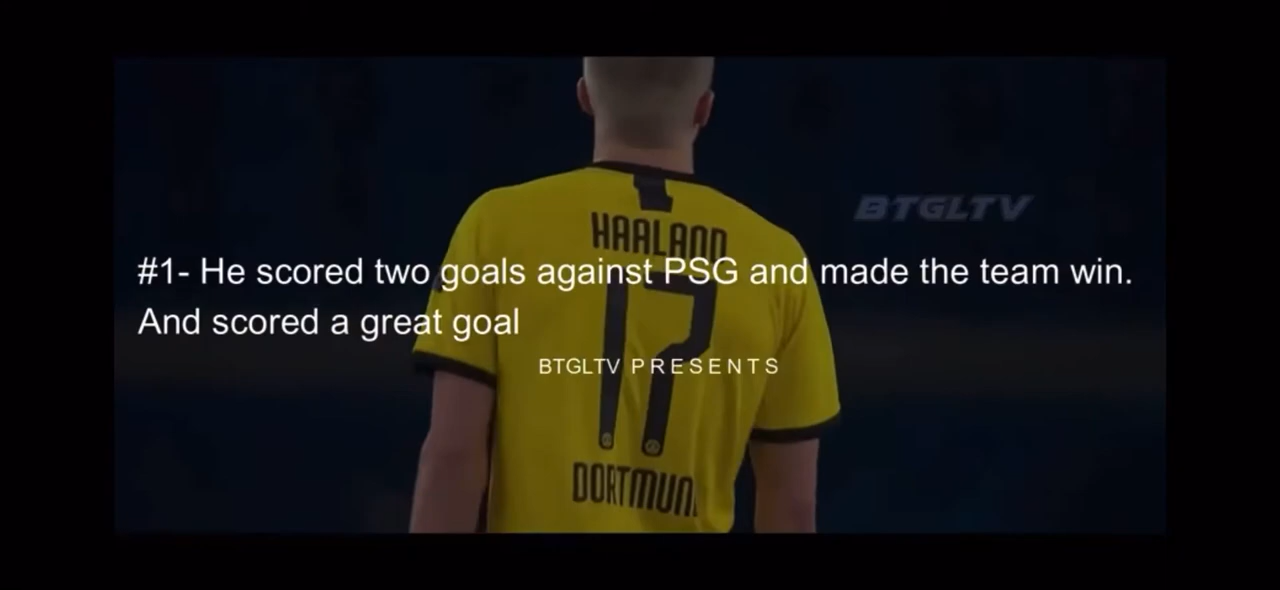 BTGLTV
HAALAND
#1- He scored two goals against PSG and made the team win.
And scored a great goal
17
BTGLTV PRESENTS
DORTMUN